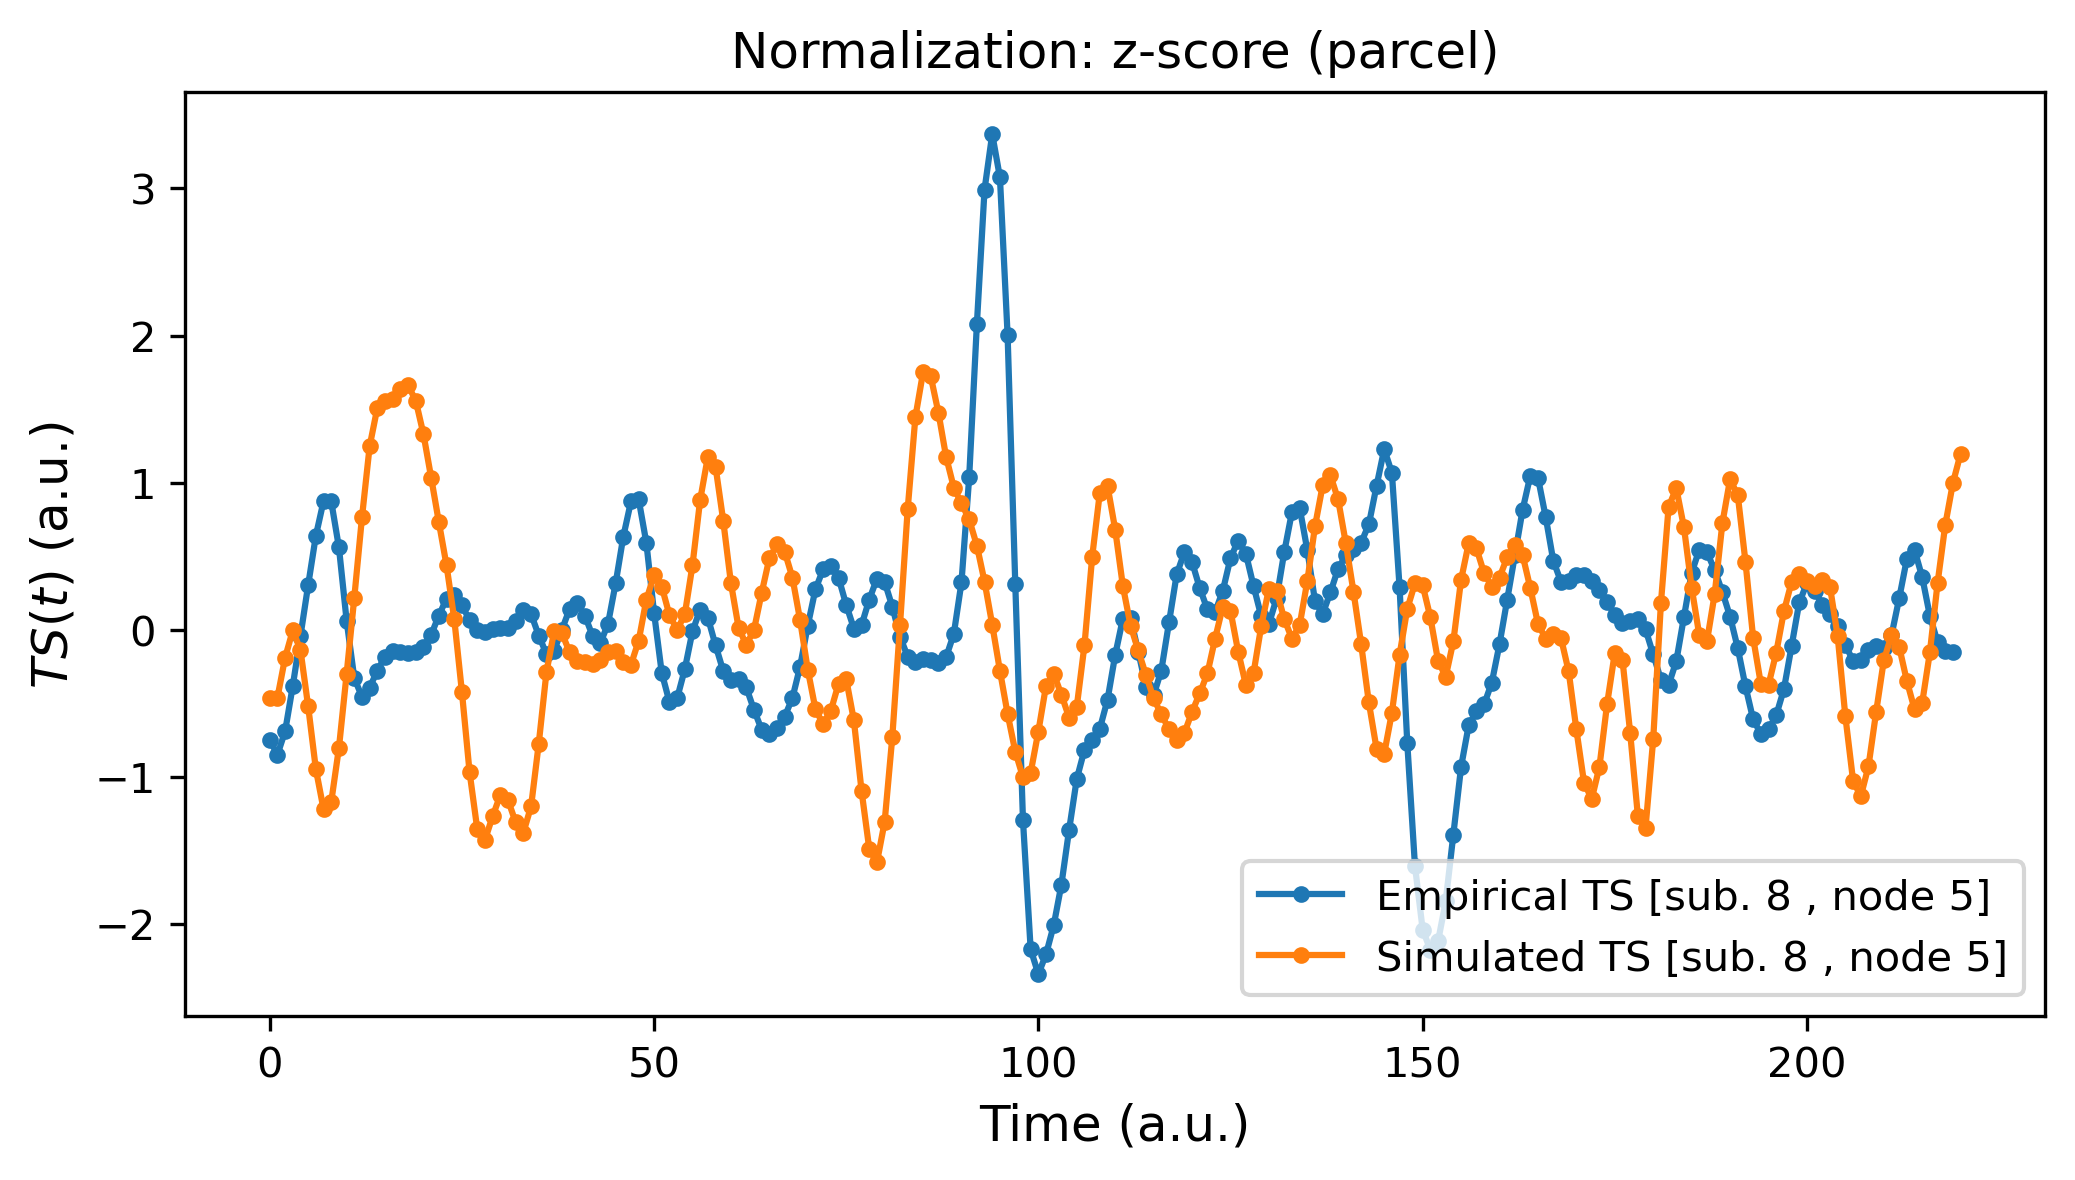 Normalization: z-score (parcel)
TS(t) (a.u.)
3
2
1
0
−1
−2
Empirical TS [sub. 8 , node 5]
Simulated TS [sub. 8 , node 5]
0 50 100 150 200
Time (a.u.)